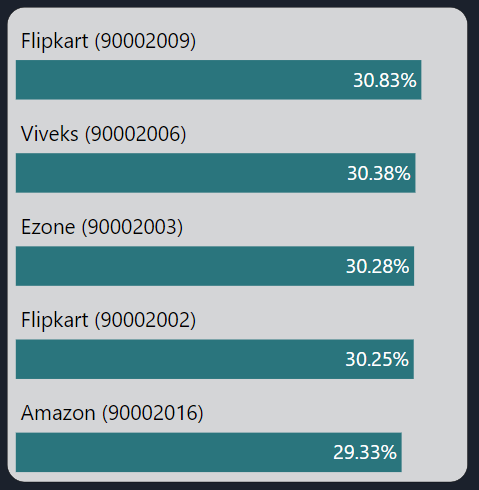 Flipkart (90002009)
30.83%
Viveks (90002006)
30.38%
Ezone (90002003)
30.28%
Flipkart (90002002)
30.25%
Amazon (90002016)
29.33%